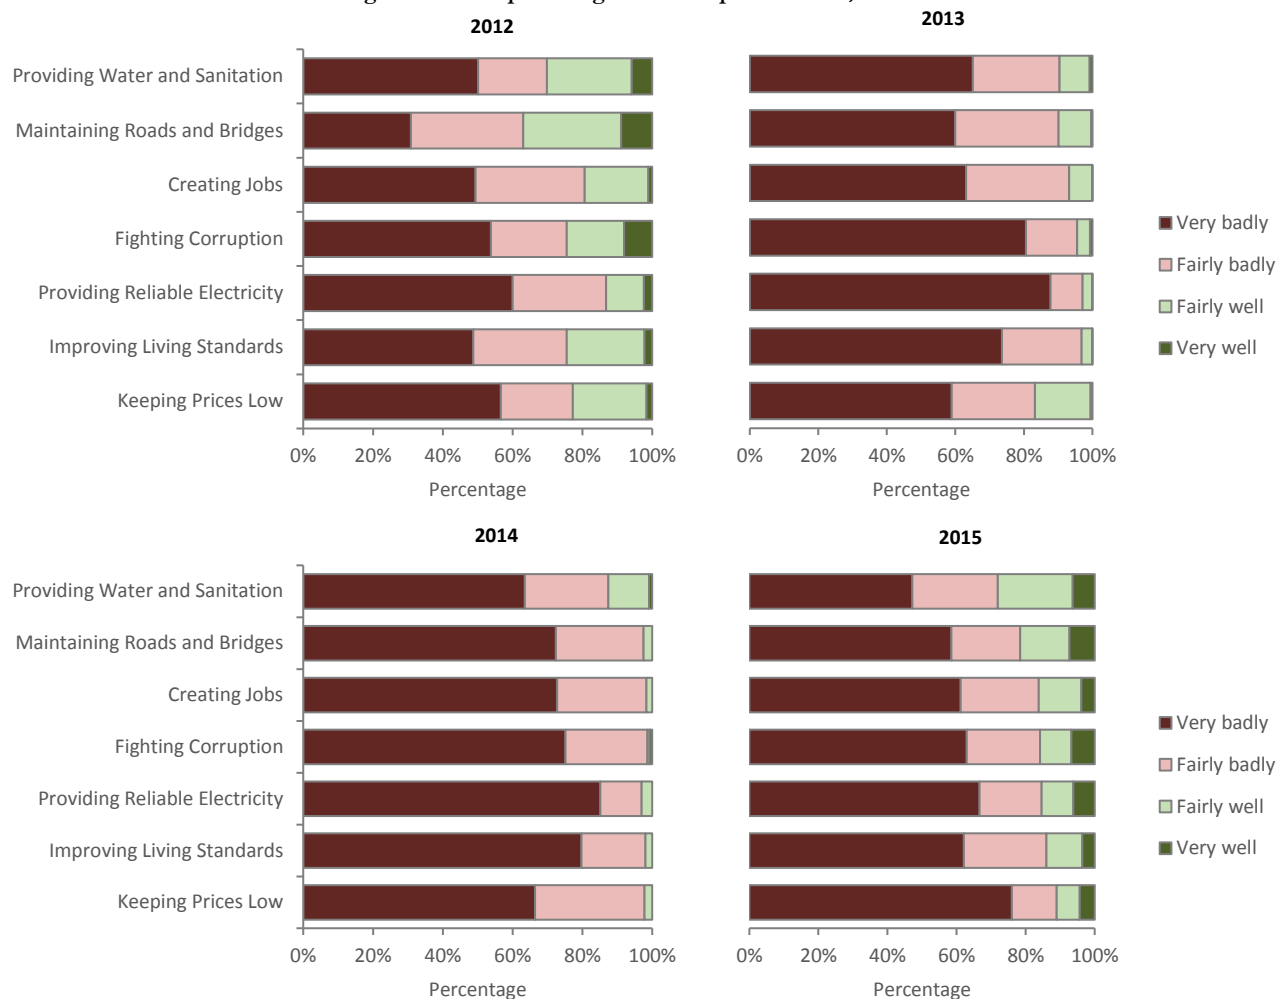 2012
2013
Providing Water and Sanitation
Maintaining Roads and Bridges
Creating Jobs
Fighting Corruption
Providing Reliable Electricity
Improving Living Standards
Keeping Prices Low
0% 20% 40% 60% 80% 100%
Percentage
0% 20% 40% 60% 80% 100%
Percentage
Very badly
Fairly badly
Fairly well
Very well
2014
2015
Providing Water and Sanitation
Maintaining Roads and Bridges
Creating Jobs
Fighting Corruption
Providing Reliable Electricity
Improving Living Standards
Keeping Prices Low
0% 20% 40% 60% 80% 100%
Percentage
0% 20% 40% 60% 80% 100%
Percentage
Very badly
Fairly badly
Fairly well
Very well